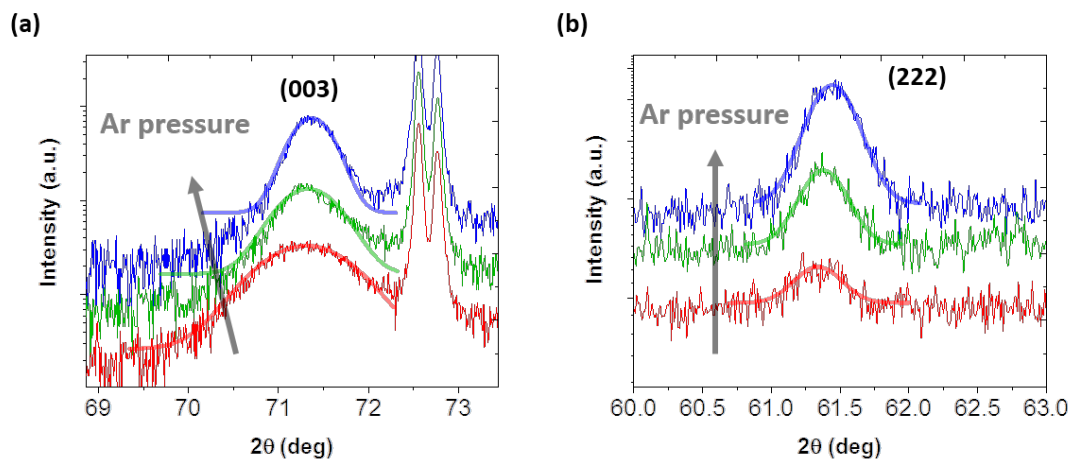 (a)
(003)
Ar pressure
Intensity (a.u.)
69 70 71 72 73
2θ (deg)
(b)
(222)
Ar pressure
Intensity (a.u.)
60.0 60.5 61.0 61.5 62.0 62.5 63.0
2θ (deg)